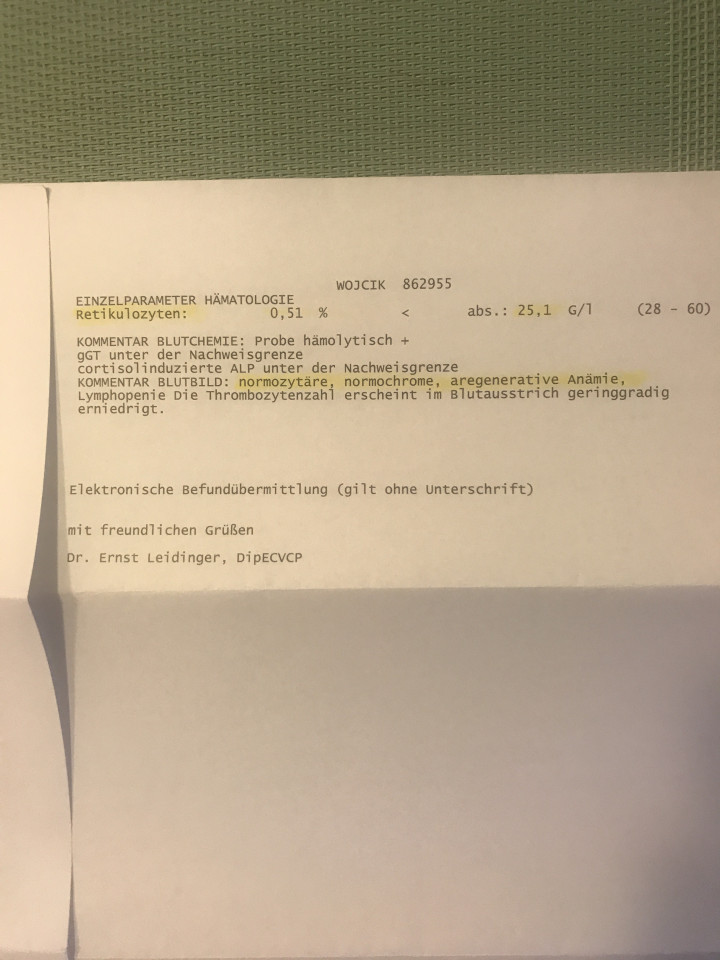 WOJCIK 862955
EINZELPARAMETER HÄMATOLOGIE
Retikulozyten: 0,51 % < abs.: 25,1 G/l (28 - 60)
KOMMENTAR BLUTCHEMIE: Probe hämolytisch +
gGT unter der Nachweisgrenze
cortisolinduzierte ALP unter der Nachweisgrenze
KOMMENTAR BLUTBILD: normozytäre, normochrome, aregenerative Anämie,
Lymphopenie Die Thrombozytenzahl erscheint im Blutausstrich geringgradig
erniedrigt.
Elektronische Befundübermittlung (gilt ohne Unterschrift)
mit freundlichen Grüßen
Dr. Ernst Leidinger, DipECVCP